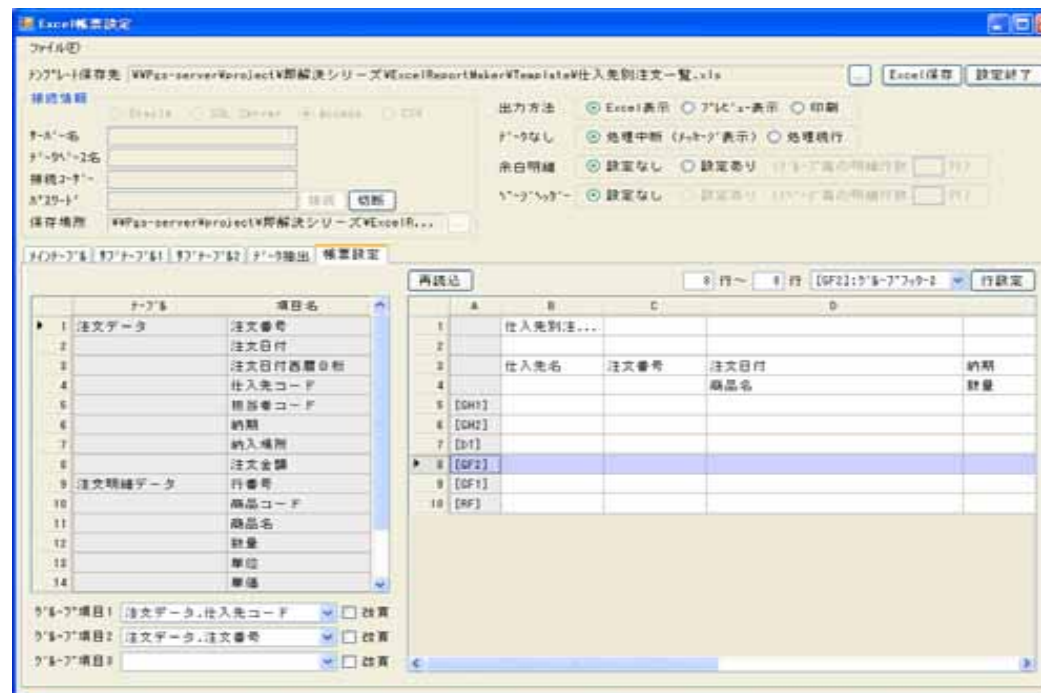 Excel帳票設定
ファイル(F)
ﾃﾝﾌﾟﾚｰﾄ保存先 ¥¥Pgs-server¥project¥即解決シリーズ¥ExcelReportMaker¥Template¥仕入先別注文一覧.xls ... Excel保存 設定終了
接続情報
Oracle SQL Server Access CSV
ｻｰﾊﾞｰ名
ﾃﾞｰﾀﾍﾞｰｽ名
接続ﾕｰｻﾞｰ
ﾊﾟｽﾜｰﾄﾞ 接続 切断
保存場所 ¥¥Pgs-server¥project¥即解決シリーズ¥ExcelR... ...
出力方法 Excel表示 ﾌﾟﾚﾋﾞｭｰ表示 印刷
ﾃﾞｰﾀなし 処理中断 (ﾒｯｾｰｼﾞ表示) 処理続行
余白明細 設定なし 設定あり
ﾍﾟｰｼﾞﾍｯﾀﾞｰ 設定なし 設定あり
ﾒｲﾝﾃｰﾌﾞﾙ ｻﾌﾞﾃｰﾌﾞﾙ1 ｻﾌﾞﾃｰﾌﾞﾙ2 ﾃﾞｰﾀ抽出 帳票設定
再読込 8 行～ 8 行 [GF2]:ｸﾞﾙｰﾌﾟﾌｯﾀｰ2 行設定
ﾃｰﾌﾞﾙ 項目名
1 注文データ 注文番号
2 注文日付
3 注文日付西暦0桁
4 仕入先コード
5 担当者コード
6 納期
7 納入場所
8 注文金額
9 注文明細データ 行番号
10 商品コード
11 商品名
12 数量
13 単位
14 単価
A B C D
1 仕入先別注...
2
3 仕入先名 注文番号 注文日付 納期
4 商品名 数量
5 [GH1]
6 [GH2]
7 [DT]
8 [GF2]
9 [GF1]
10 [RF]
ｸﾞﾙｰﾌﾟ項目1 注文データ.仕入先コード 改頁
ｸﾞﾙｰﾌﾟ項目2 注文データ.注文番号 改頁
ｸﾞﾙｰﾌﾟ項目3 改頁